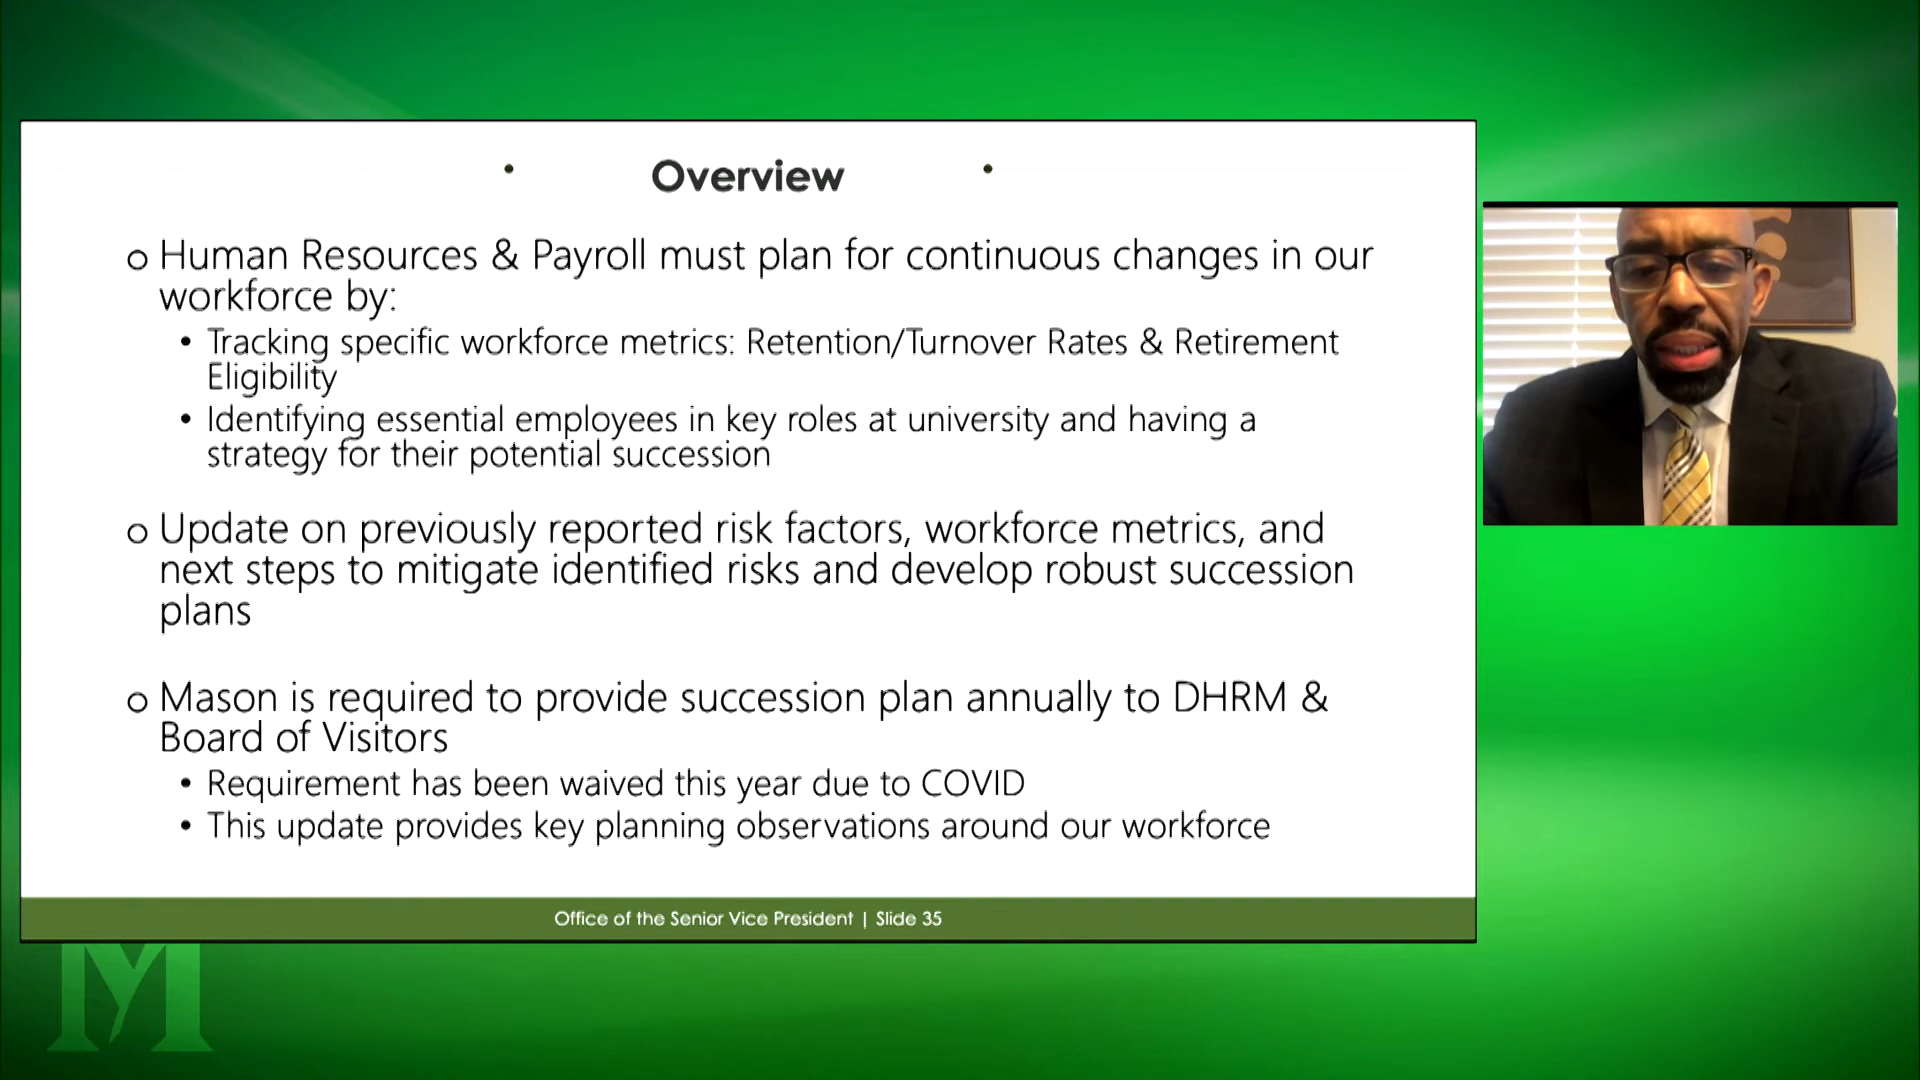 Overview
o Human Resources & Payroll must plan for continuous changes in our
workforce by:
• Tracking specific workforce metrics: Retention/Turnover Rates & Retirement
Eligibility
• Identifying essential employees in key roles at university and having a
strategy for their potential succession
o Update on previously reported risk factors, workforce metrics, and
next steps to mitigate identified risks and develop robust succession
plans
o Mason is required to provide succession plan annually to DHRM &
Board of Visitors
• Requirement has been waived this year due to COVID
• This update provides key planning observations around our workforce
Office of the Senior Vice President | Slide 35
M